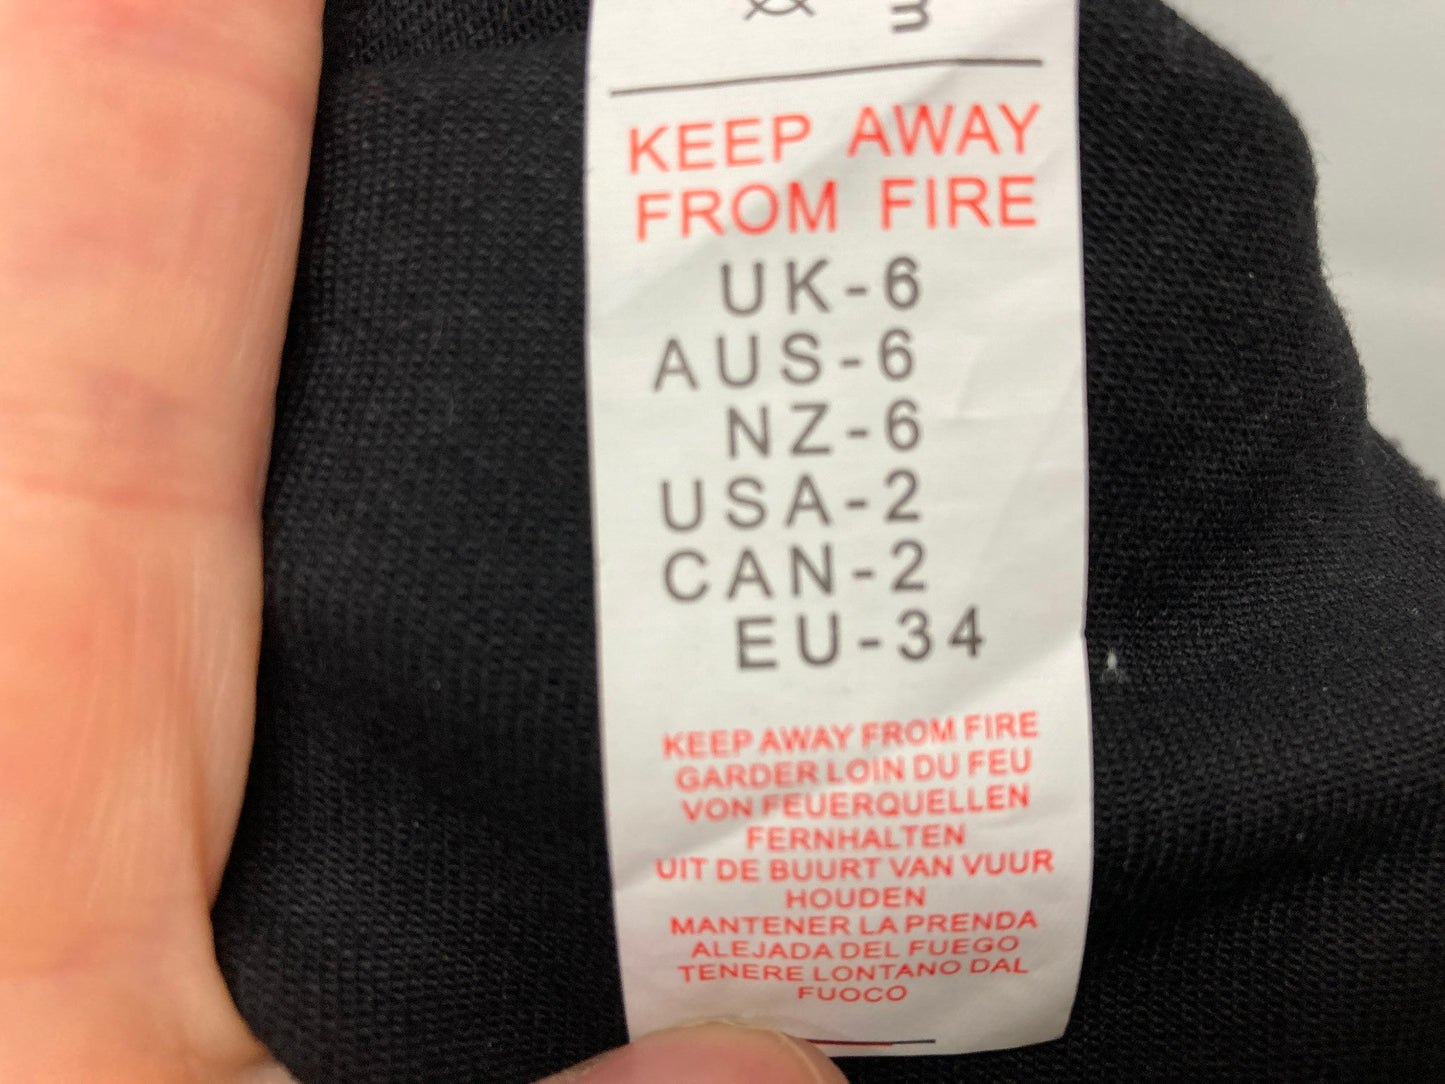 KEEP AWAY
FROM FIRE
UK-6
AUS-6
NZ-6
USA-2
CAN-2
EU-34
KEEP AWAY FROM FIRE
GARDER LOIN DU FEU
VON FEUERQUELLEN
FERNHALTEN
UIT DE BUURT VAN VUUR
HOUDEN
MANTENER LA PRENDA
ALEJADA DEL FUEGO
TENERE LONTANO DAL
FUOCO